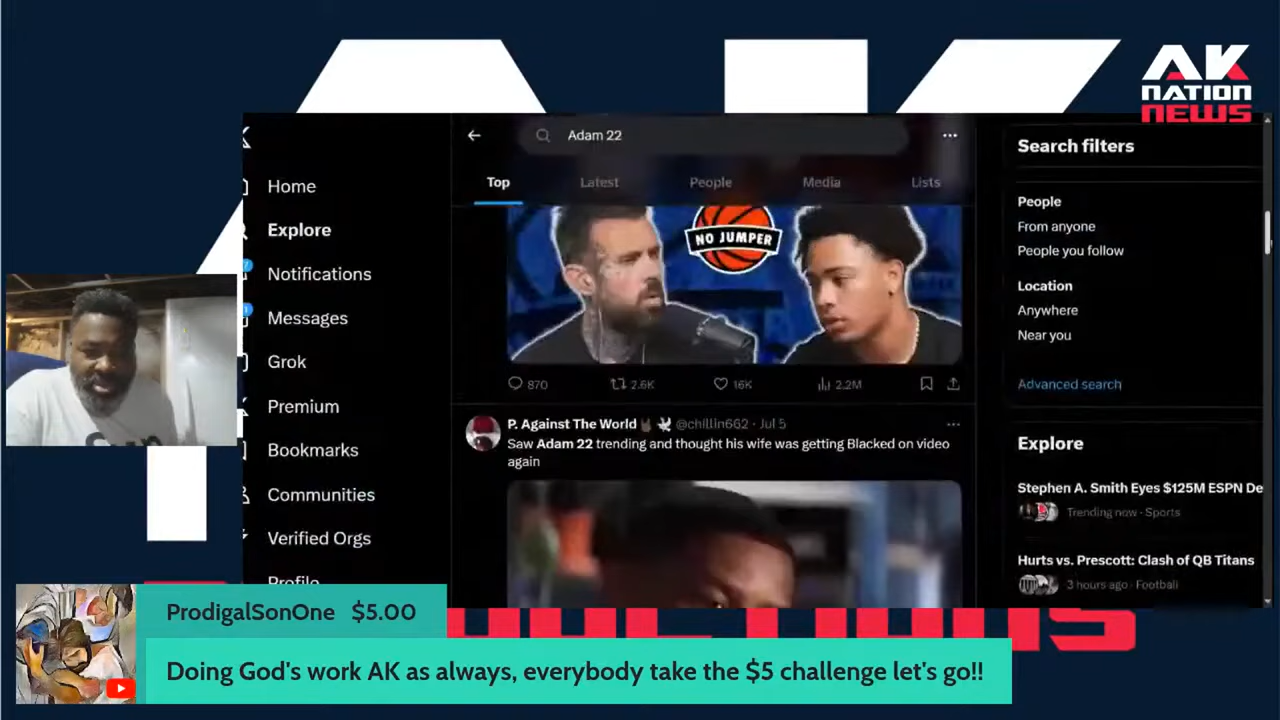 AK
NATION
NEWS
Adam 22
Search filters
Top
Latest
People
Media
Lists
Home
Explore
Notifications
Messages
Grok
Premium
Bookmarks
Communities
Verified Orgs
Profile
NO JUMPER
870
2.6K
16K
2.2M
P. Against The World
@chillin662 · Jul 5
Saw Adam 22 trending and thought his wife was getting Blacked on video
again
People
From anyone
People you follow
Location
Anywhere
Near you
Advanced search
Explore
Stephen A. Smith Eyes $125M ESPN De
Trending now · Sports
Hurts vs. Prescott: Clash of QB Titans
3 hours ago · Football
ProdigalSonOne $5.00
Doing God's work AK as always, everybody take the $5 challenge let's go!!